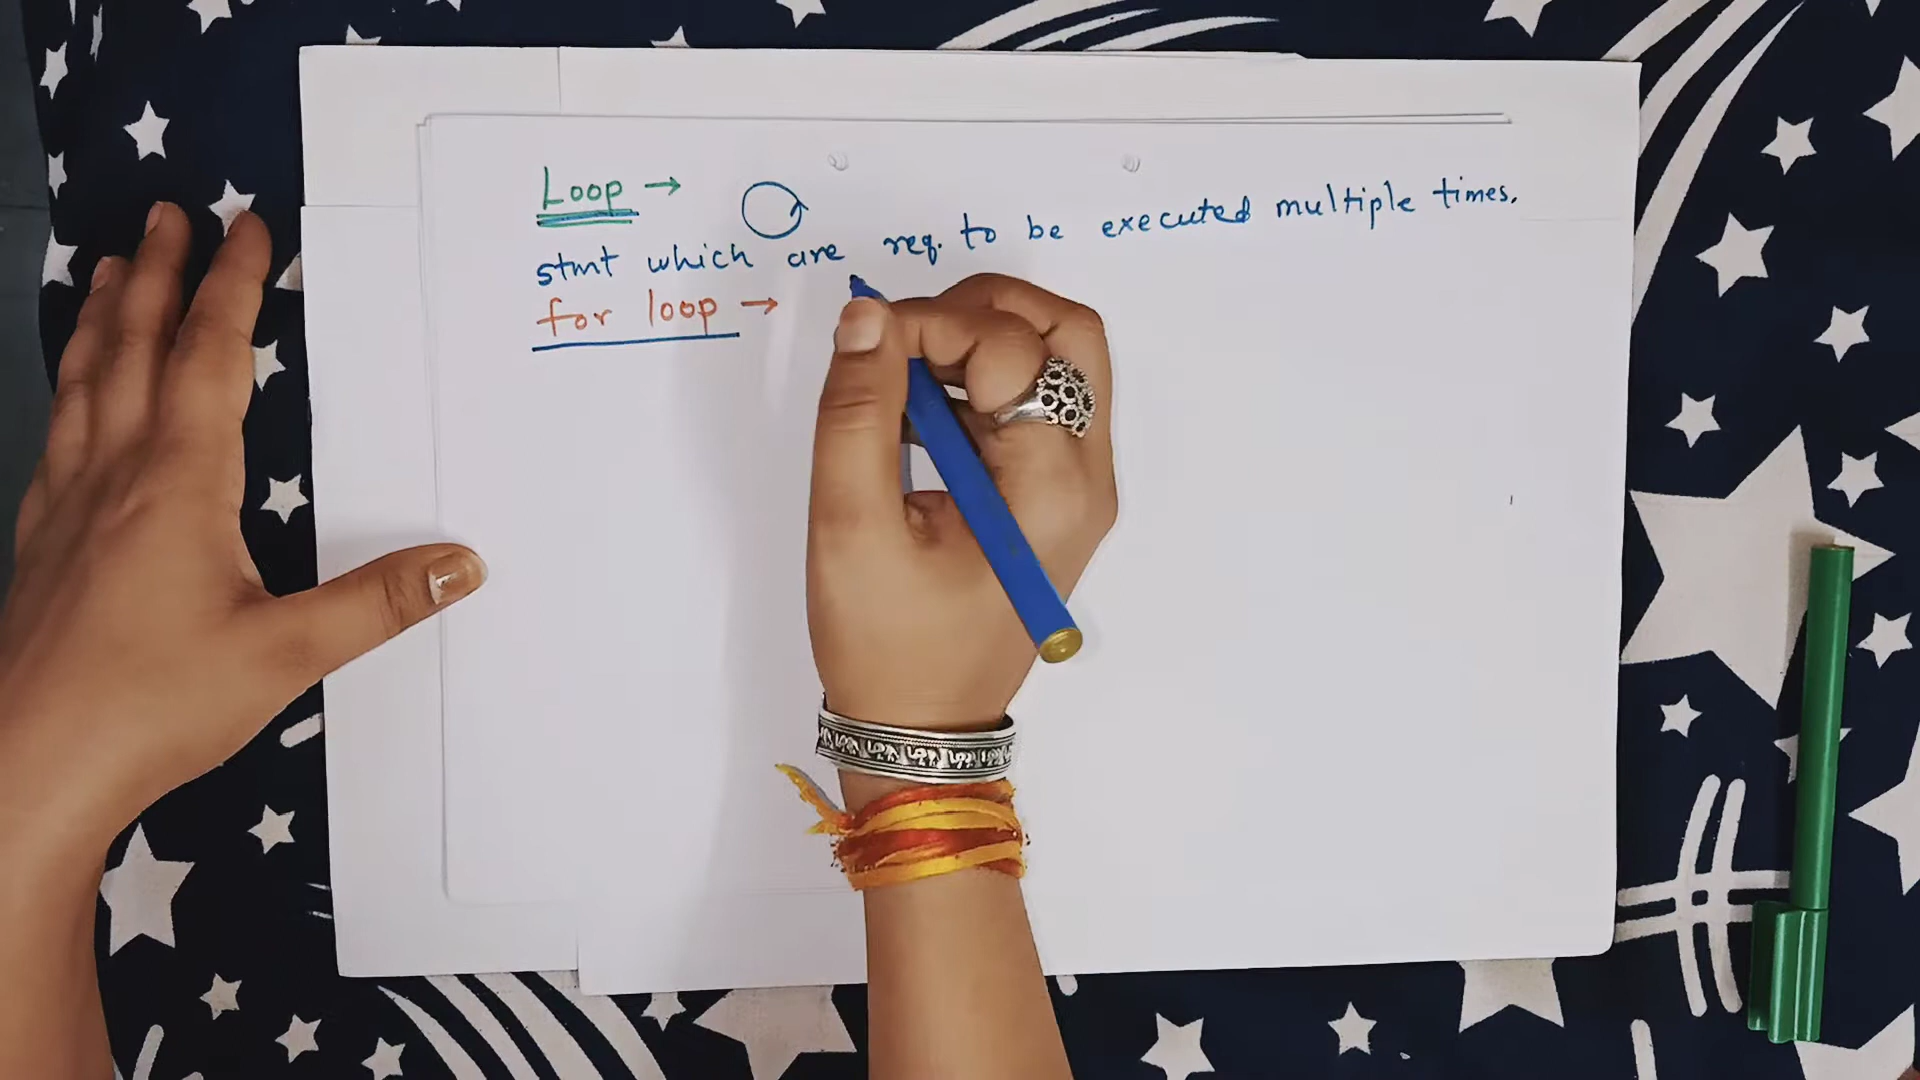 Loop →
stmt which are req. to be executed multiple times.
for loop →